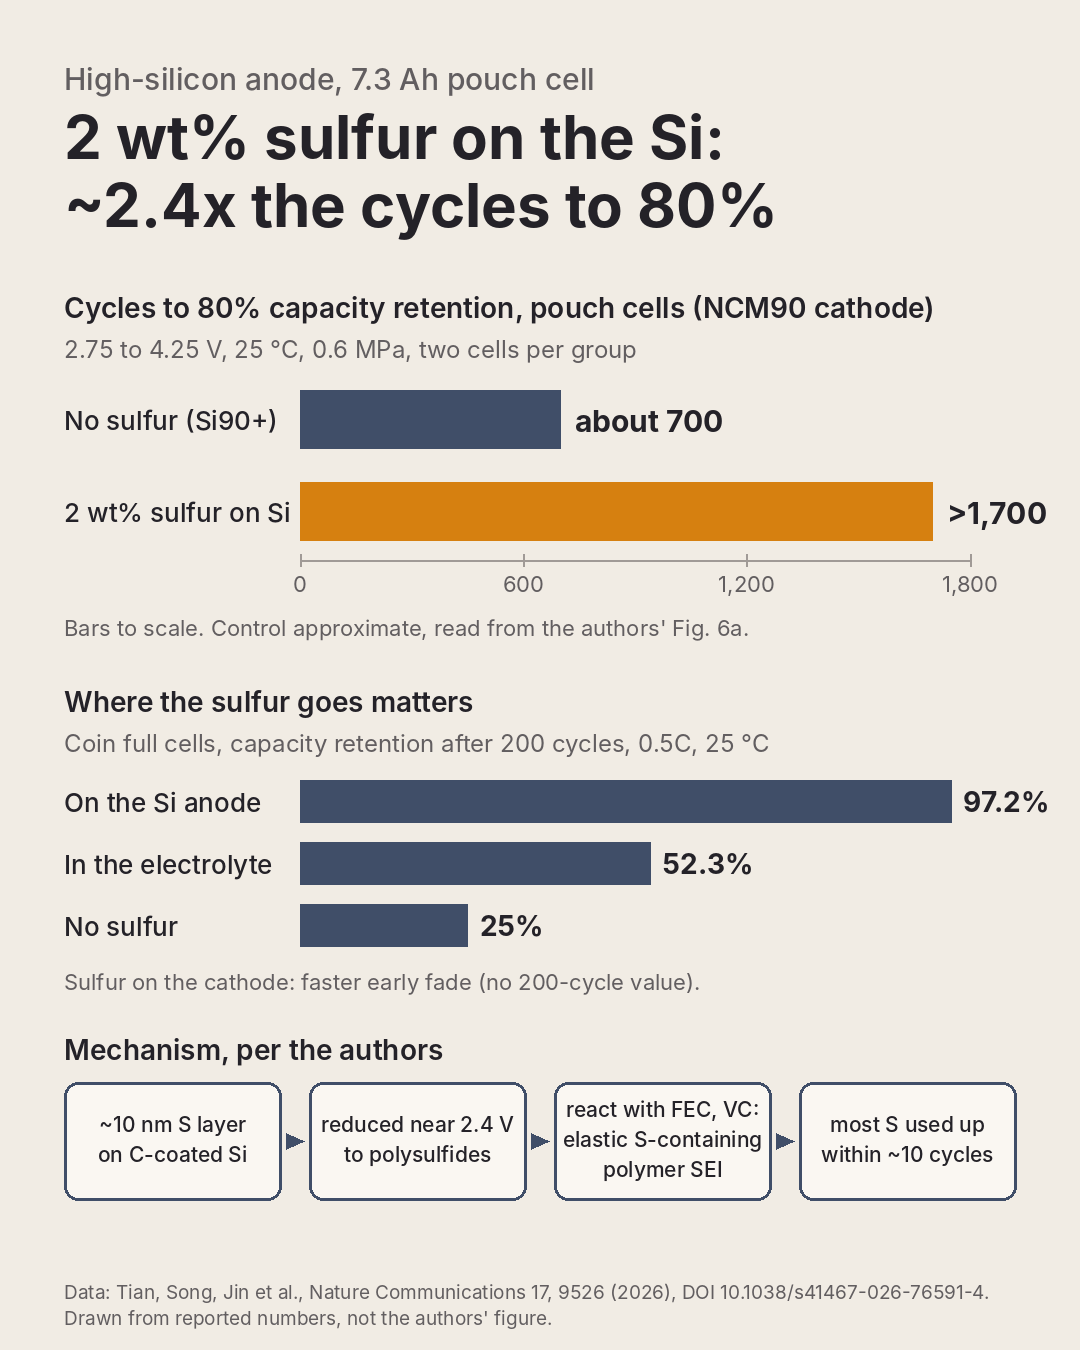 High-silicon anode, 7.3 Ah pouch cell
2 wt% sulfur on the Si:
~2.4x the cycles to 80%
Cycles to 80% capacity retention, pouch cells (NCM90 cathode)
2.75 to 4.25 V, 25 °C, 0.6 MPa, two cells per group
No sulfur (Si90+)
about 700
2 wt% sulfur on Si
>1,700
0
600
1,200
1,800
Bars to scale. Control approximate, read from the authors' Fig. 6a.
Where the sulfur goes matters
Coin full cells, capacity retention after 200 cycles, 0.5C, 25 °C
On the Si anode
97.2%
In the electrolyte
52.3%
No sulfur
25%
Sulfur on the cathode: faster early fade (no 200-cycle value).
Mechanism, per the authors
~10 nm S layer
on C-coated Si
reduced near 2.4 V
to polysulfides
react with FEC, VC:
elastic S-containing
polymer SEI
most S used up
within ~10 cycles
Data: Tian, Song, Jin et al., Nature Communications 17, 9526 (2026), DOI 10.1038/s41467-026-76591-4.
Drawn from reported numbers, not the authors' figure.